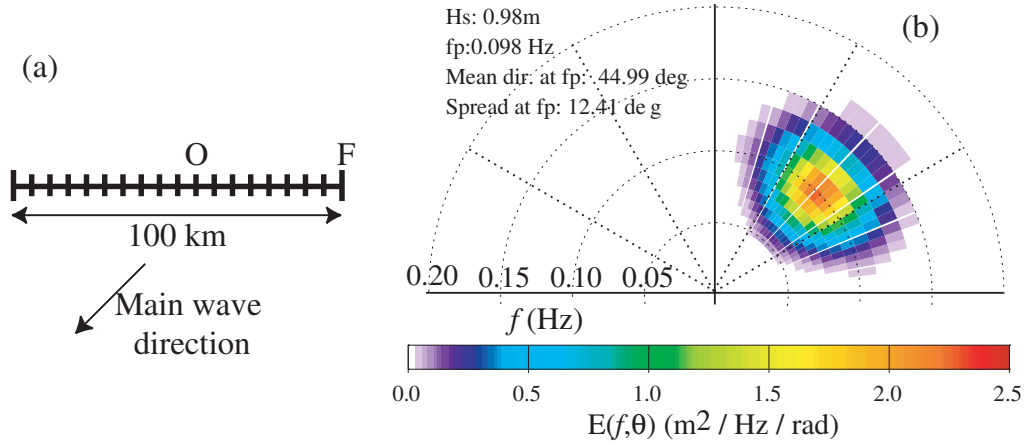 (a)
O
F
100 km
Main wave
direction
Hs: 0.98m
fp:0.098 Hz
Mean dir. at fp: 44.99 deg
Spread at fp: 12.41 de g
(b)
0.20 0.15 0.10 0.05
f (Hz)
0.0 0.5 1.0 1.5 2.0 2.5
E(f,θ) (m2 / Hz / rad)